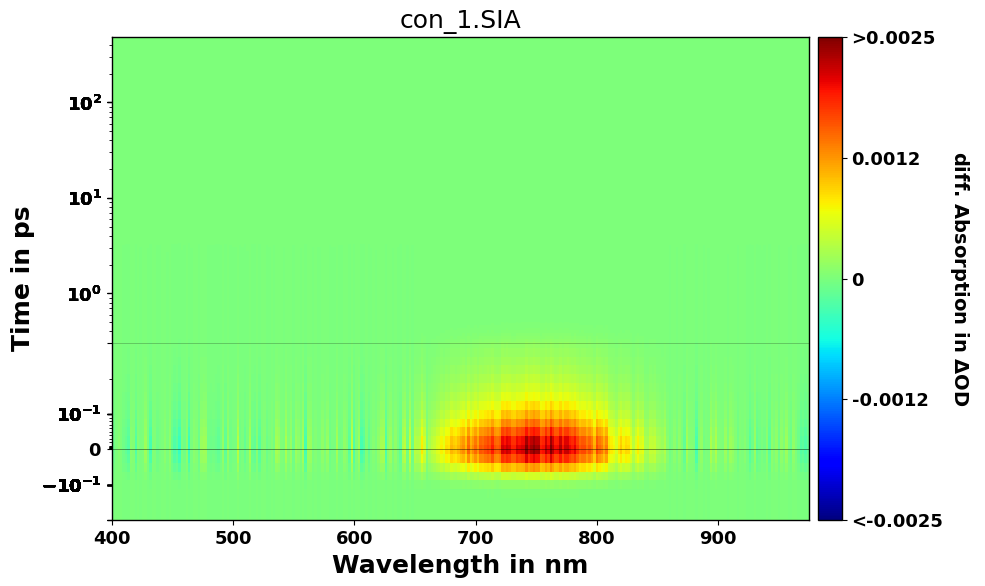 con_1.SIA
>0.0025
0.0012
0
-0.0012
<-0.0025
diff. Absorption in ΔOD
10²
10¹
10⁰
10⁻¹
0
−10⁻¹
Time in ps
400 500 600 700 800 900
Wavelength in nm